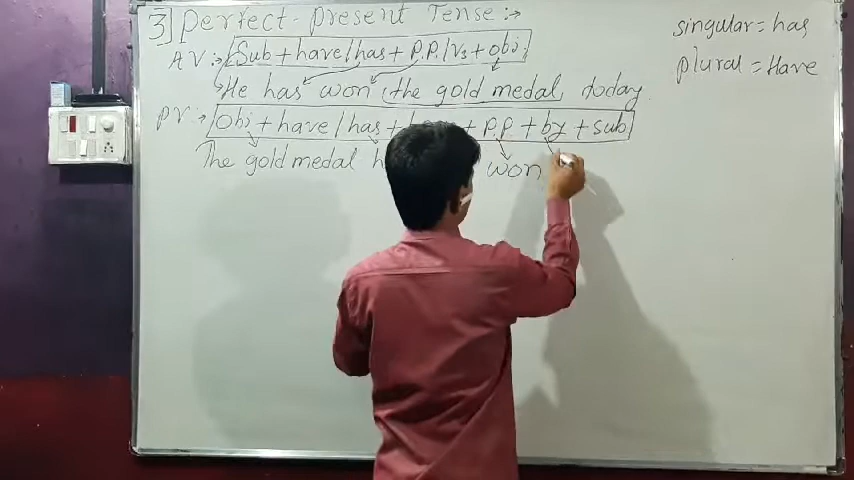 3] Perfect - present Tense :→
AV:→ Sub + have/has + P.P./V₃ + obj.
He has won (the gold medal) today
PV:→ Obj + have/has + + P.P + by + sub.
The gold medal won
singular = has
plural = Have